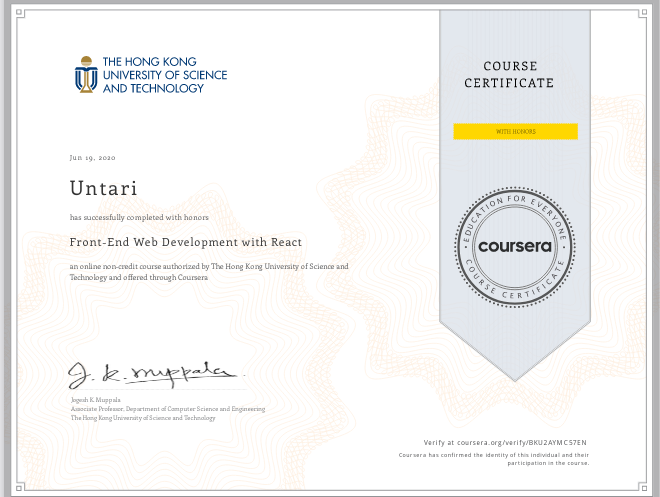 THE HONG KONG
UNIVERSITY OF SCIENCE
AND TECHNOLOGY
COURSE
CERTIFICATE
WITH HONORS
Jun 19, 2020
Untari
has successfully completed with honors
Front-End Web Development with React
an online non-credit course authorized by The Hong Kong University of Science and
Technology and offered through Coursera
EDUCATION FOR EVERYONE
coursera
COURSE CERTIFICATE
J. K. Muppala
Jogesh K Muppala
Associate Professor, Department of Computer Science and Engineering
The Hong Kong University of Science and Technology
Verify at coursera.org/verify/BKU2AYMC57EN
Coursera has confirmed the identity of this individual and their
participation in the course.